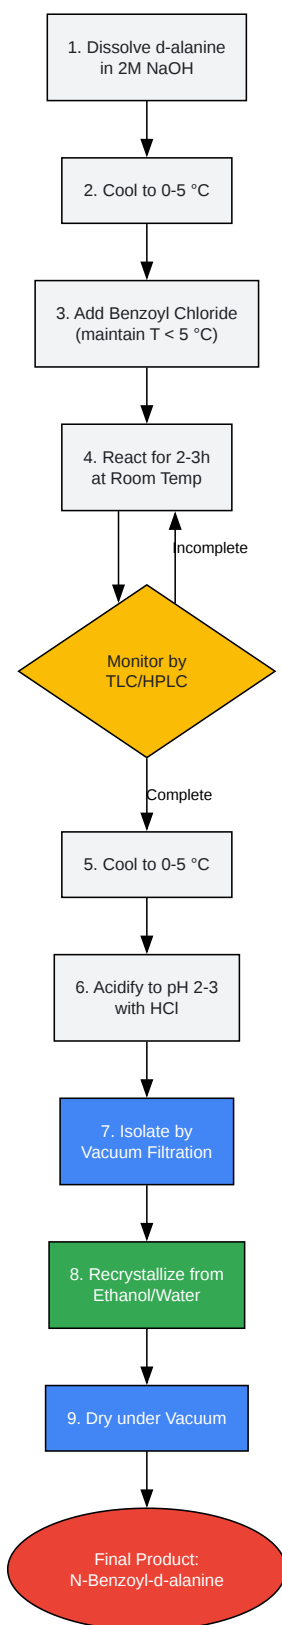 1. Dissolve d-alanine
in 2M NaOH
2. Cool to 0-5 °C
3. Add Benzoyl Chloride
(maintain T < 5 °C)
4. React for 2-3h
at Room Temp
Incomplete
Monitor by
TLC/HPLC
Complete
5. Cool to 0-5 °C
6. Acidify to pH 2-3
with HCl
7. Isolate by
Vacuum Filtration
8. Recrystallize from
Ethanol/Water
9. Dry under Vacuum
Final Product:
N-Benzoyl-d-alanine